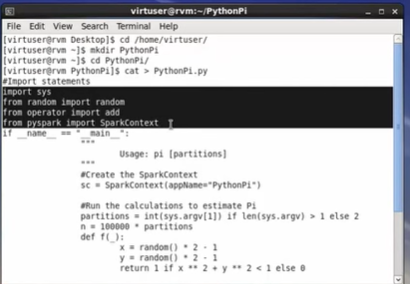 virtuser@rvm:~/PythonPi
File Edit View Search Terminal Help
[virtuser@rvm Desktop]$ cd /home/virtuser/
[virtuser@rvm ~]$ mkdir PythonPi
[virtuser@rvm ~]$ cd PythonPi/
[virtuser@rvm PythonPi]$ cat > PythonPi.py
#Import statements
import sys
from random import random
from operator import add
from pyspark import SparkContext
if __name__ == "__main__":
"""
Usage: pi [partitions]
"""
#Create the SparkContext
sc = SparkContext(appName="PythonPi")
#Run the calculations to estimate Pi
partitions = int(sys.argv[1]) if len(sys.argv) > 1 else 2
n = 100000 * partitions
def f(_):
x = random() * 2 - 1
y = random() * 2 - 1
return 1 if x ** 2 + y ** 2 < 1 else 0